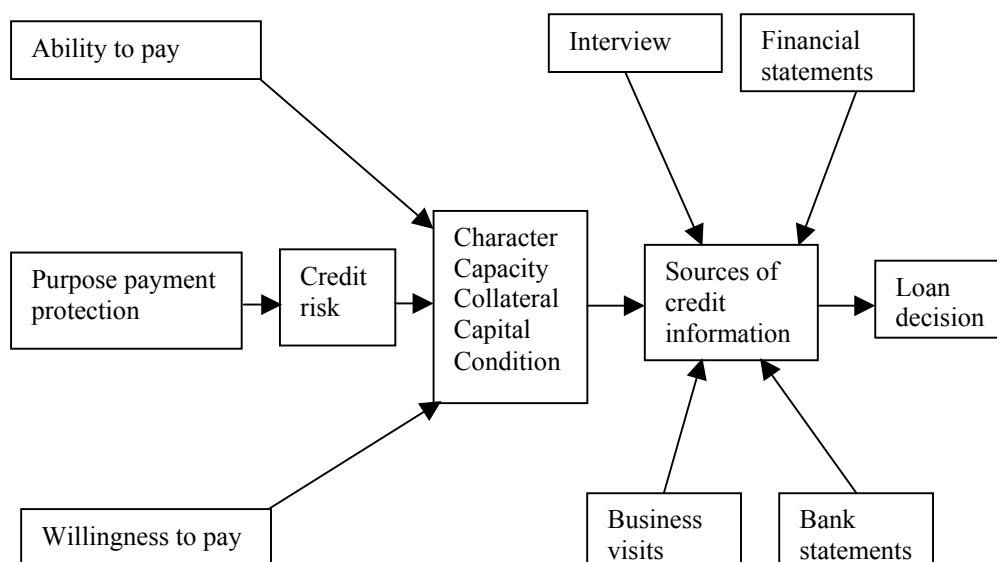 Ability to pay
Interview
Financial
statements
Purpose payment
protection
Credit
risk
Character
Capacity
Collateral
Capital
Condition
Sources of
credit
information
Loan
decision
Willingness to pay
Business
visits
Bank
statements